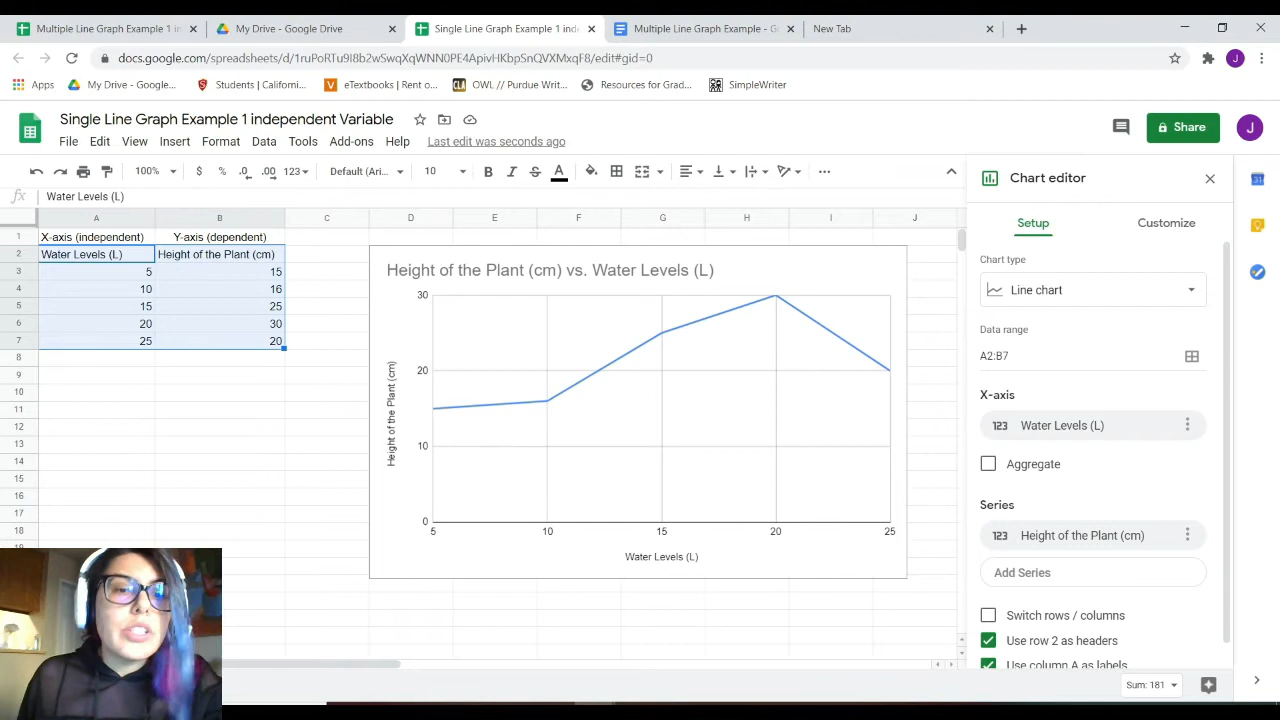 Multiple Line Graph Example 1 in
My Drive - Google Drive
Single Line Graph Example 1 ind
Multiple Line Graph Example - G
New Tab
docs.google.com/spreadsheets/d/
/edit#gid=0
J
Apps
My Drive - Google...
Students | Californi...
eTextbooks | Rent o...
OWL // Purdue Writ...
Resources for Grad...
SimpleWriter
Single Line Graph Example 1 independent Variable
Share
J
File Edit View Insert Format Data Tools Add-ons Help Last edit was seconds ago
100% $ % .0 .00 123 Default (Ari... 10 B I S A
fx Water Levels (L)
Chart editor
Setup Customize
A B C D E F G H I J
1 X-axis (independent) Y-axis (dependent)
2 Water Levels (L) Height of the Plant (cm)
3 5 15
4 10 16
5 15 25
6 20 30
7 25 20
8
9
10
11
12
13
14
15
16
17
18
Height of the Plant (cm) vs. Water Levels (L)
Height of the Plant (cm)
30
20
10
0
5 10 15 20 25
Water Levels (L)
Chart type
Line chart
Data range
A2:B7
X-axis
123 Water Levels (L)
Aggregate
Series
123 Height of the Plant (cm)
Add Series
Switch rows / columns
Use row 2 as headers
Use column A as labels
Sum: 181
31